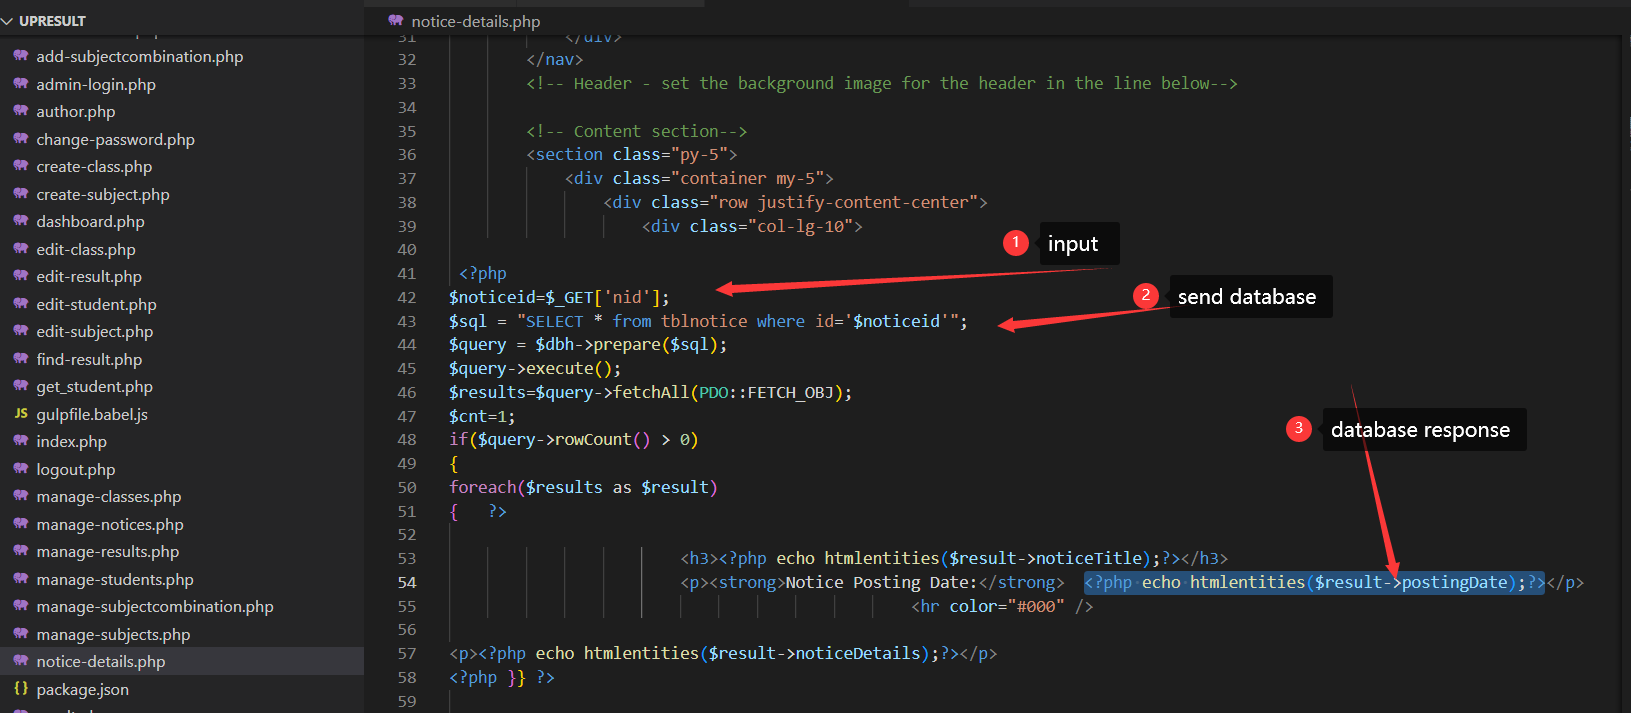 UPRESULT
add-subjectcombination.php
admin-login.php
author.php
change-password.php
create-class.php
create-subject.php
dashboard.php
edit-class.php
edit-result.php
edit-student.php
edit-subject.php
find-result.php
get_student.php
JS gulpfile.babel.js
index.php
logout.php
manage-classes.php
manage-notices.php
manage-results.php
manage-students.php
manage-subjectcombination.php
manage-subjects.php
notice-details.php
{} package.json
notice-details.php
31 </div>
32 </nav>
33 <!-- Header - set the background image for the header in the line below-->
34
35 <!-- Content section-->
36 <section class="py-5">
37 <div class="container my-5">
38 <div class="row justify-content-center">
39 <div class="col-lg-10">
40
41 <?php
42 $noticeid=$_GET['nid'];
43 $sql = "SELECT * from tblnotice where id='$noticeid'";
44 $query = $dbh->prepare($sql);
45 $query->execute();
46 $results=$query->fetchAll(PDO::FETCH_OBJ);
47 $cnt=1;
48 if($query->rowCount() > 0)
49 {
50 foreach($results as $result)
51 { ?>
52
53 <h3><?php echo htmlentities($result->noticeTitle);?></h3>
54 <p><strong>Notice Posting Date:</strong> <?php echo htmlentities($result->postingDate);?></p>
55 <hr color="#000" />
56
57 <p><?php echo htmlentities($result->noticeDetails);?></p>
58 <?php }} ?>
59
1 input
2 send database
3 database response